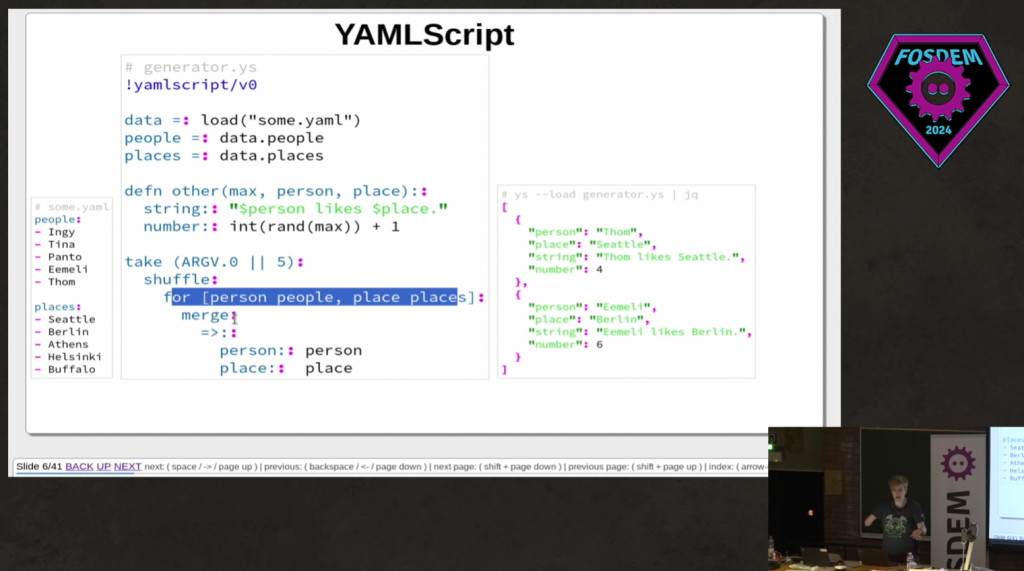 YAMLScript
# some.yaml
people:
- Ingy
- Tina
- Panto
- Eemeli
- Thom
places:
- Seattle
- Berlin
- Athens
- Helsinki
- Buffalo
# generator.ys
!yamlscript/v0
data =: load("some.yaml")
people =: data.people
places =: data.places
defn other(max, person, place)::
string:: "$person likes $place."
number:: int(rand(max)) + 1
take (ARGV.0 || 5):
shuffle:
for [person people, place places]:
merge:
=>::
person:: person
place:: place
# ys --load generator.ys | jq
[
{
"person": "Thom",
"place": "Seattle",
"string": "Thom likes Seattle.",
"number": 4
},
{
"person": "Eemeli",
"place": "Berlin",
"string": "Eemeli likes Berlin.",
"number": 6
}
]
Slide 6/41 BACK UP NEXT next: ( space / -> / page up ) | previous: ( backspace / <- / page down ) | next page: ( shift + page down ) | previous page: ( shift + page up ) | index: ( arrow-
FOSDEM
2024
SDEM